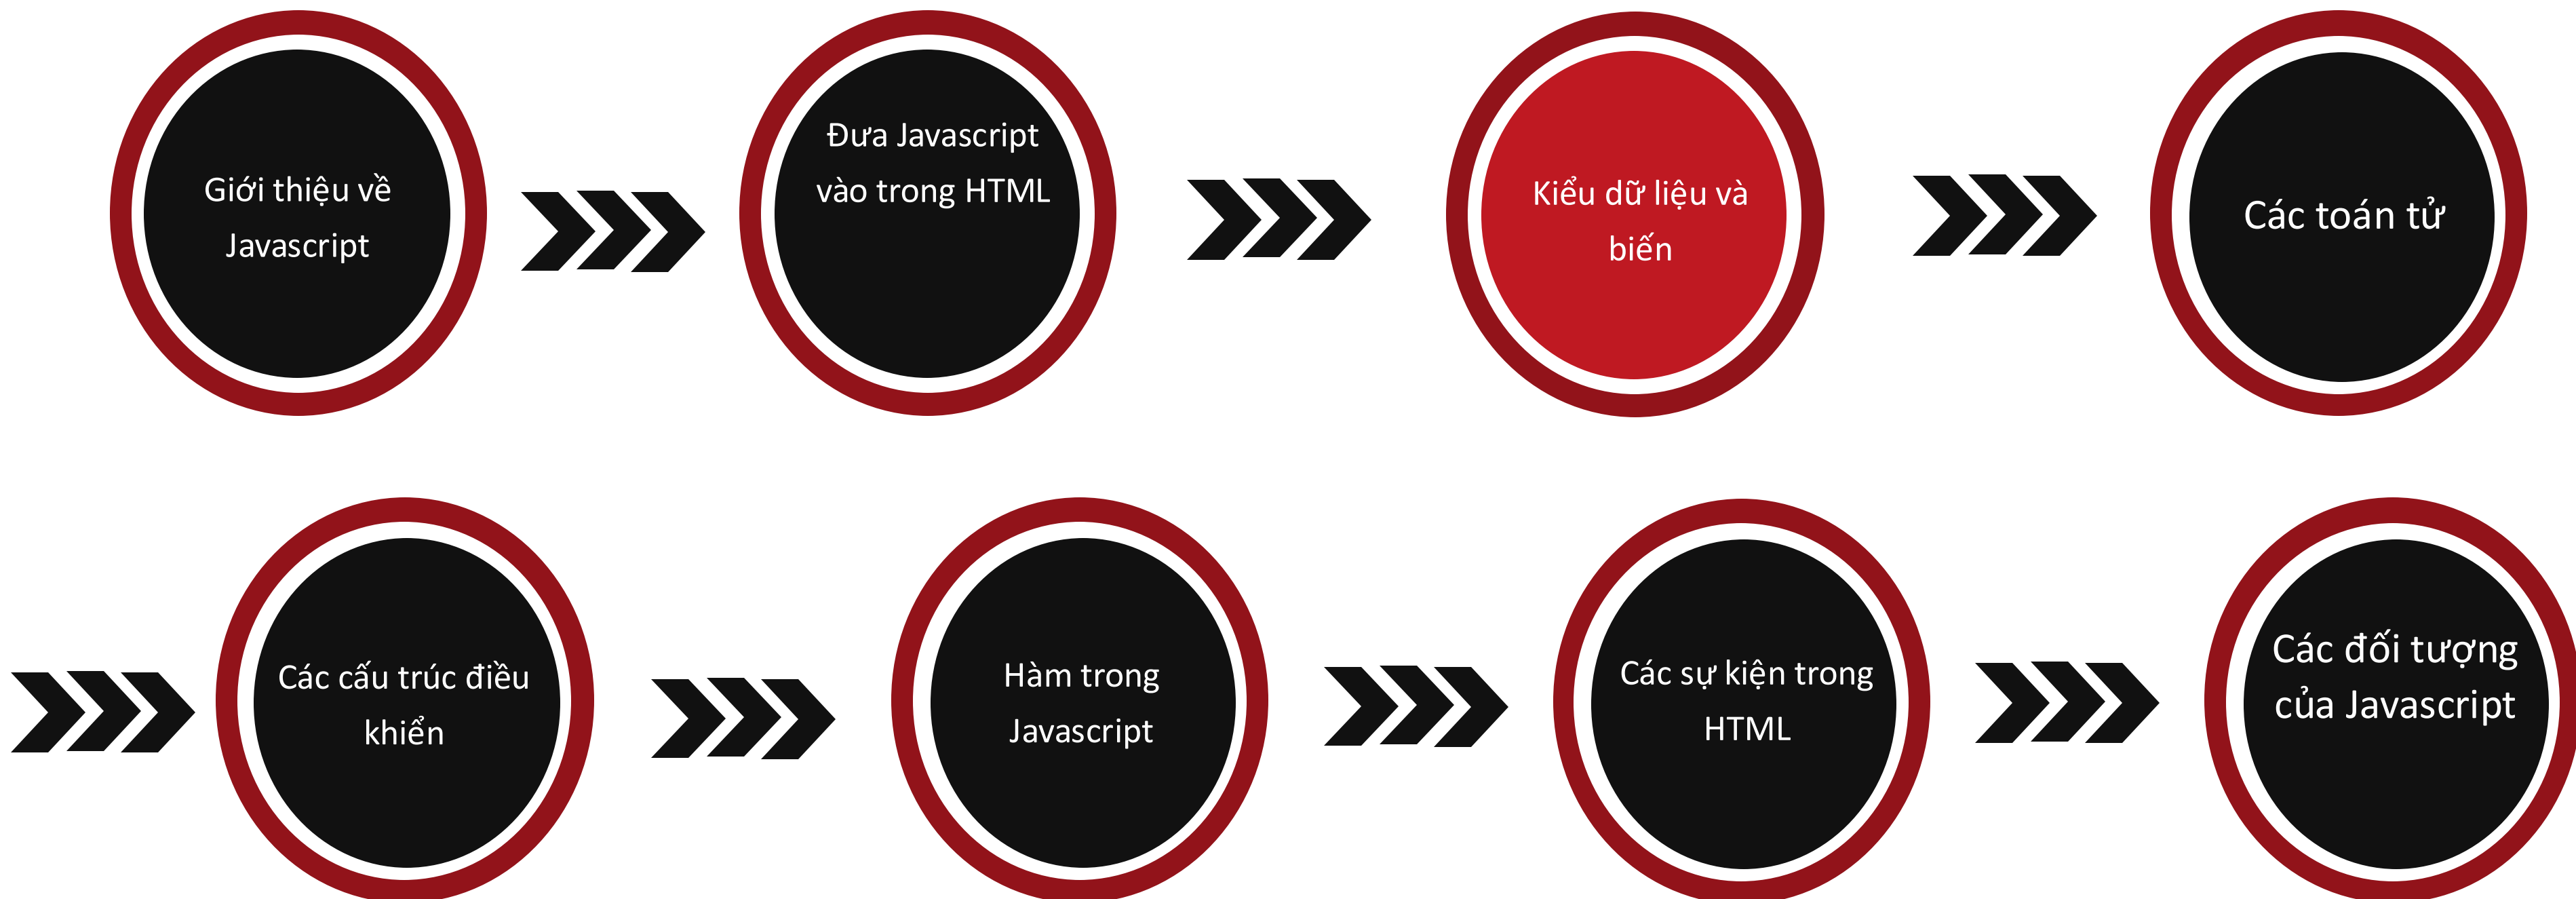 Giới thiệu về
Javascript
Đưa Javascript
vào trong HTML
Kiểu dữ liệu và
biến
Các toán tử
Các cấu trúc điều
khiển
Hàm trong
Javascript
Các sự kiện trong
HTML
Các đối tượng
của Javascript